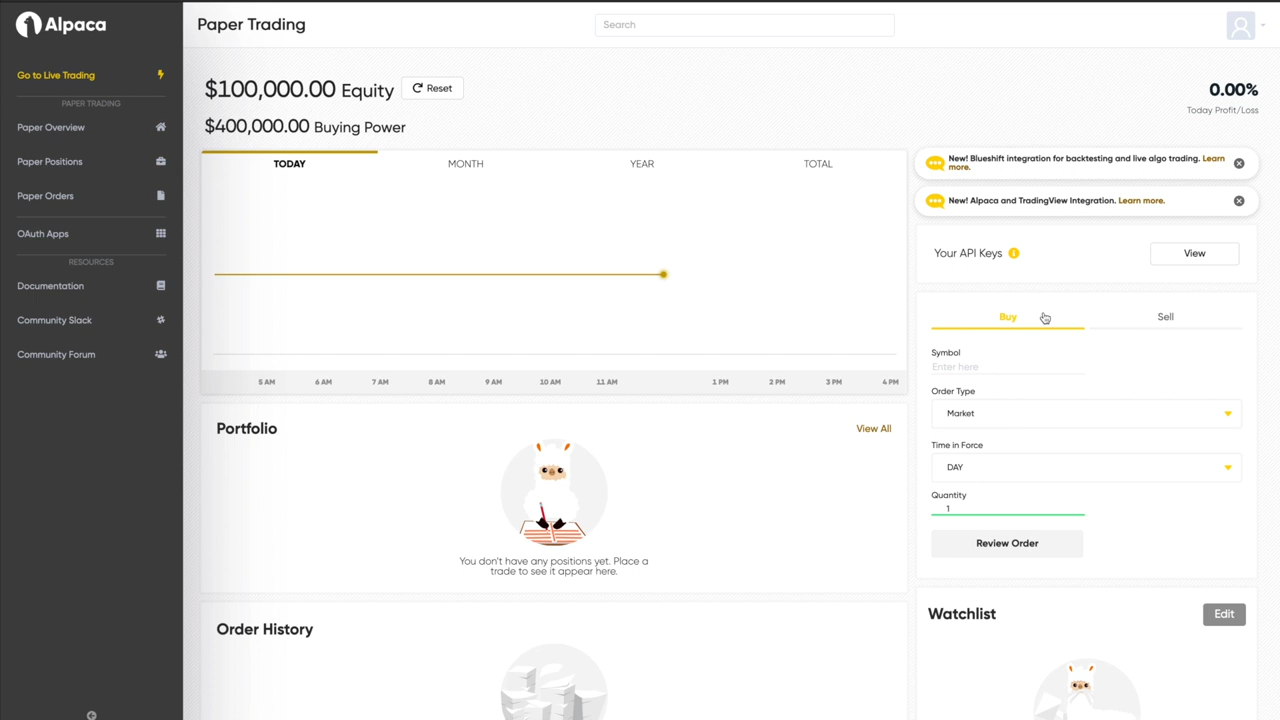 Alpaca
Paper Trading
Search
Go to Live Trading
PAPER TRADING
Paper Overview
Paper Positions
Paper Orders
OAuth Apps
RESOURCES
Documentation
Community Slack
Community Forum
$100,000.00 Equity
Reset
$400,000.00 Buying Power
0.00%
Today Profit/Loss
TODAY
MONTH
YEAR
TOTAL
5 AM
6 AM
7 AM
8 AM
9 AM
10 AM
11 AM
1 PM
2 PM
3 PM
4 PM
New! Blueshift integration for backtesting and live algo trading. Learn
more.
New! Alpaca and TradingView Integration. Learn more.
Your API Keys
View
Buy
Sell
Symbol
Enter here
Order Type
Market
Time in Force
DAY
Quantity
1
Review Order
Portfolio
View All
You don't have any positions yet. Place a
trade to see it appear here.
Order History
Watchlist
Edit